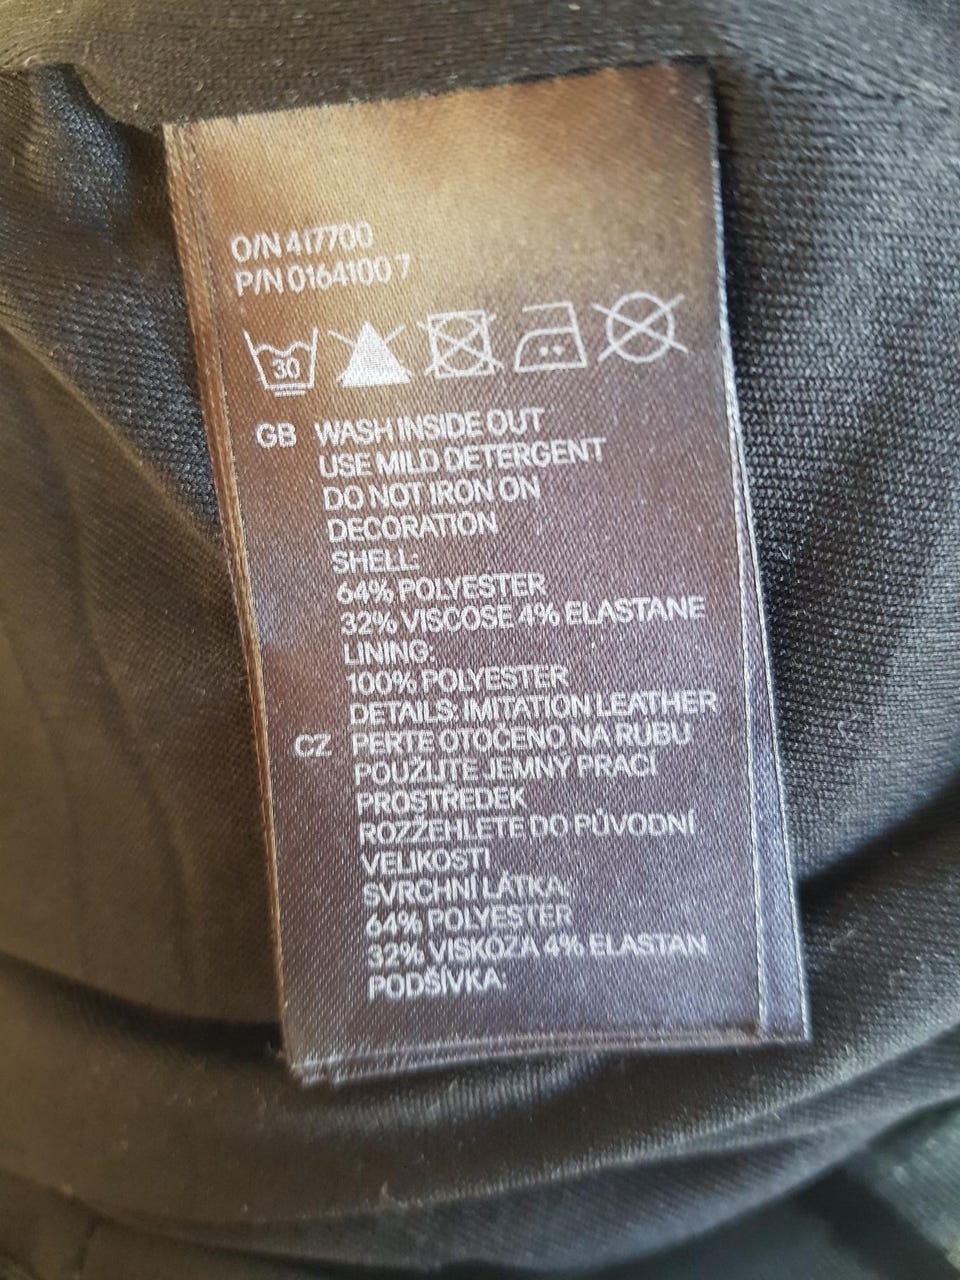 O/N 417700
P/N 0164100 7
30
GB WASH INSIDE OUT
USE MILD DETERGENT
DO NOT IRON ON
DECORATION
SHELL:
64% POLYESTER
32% VISCOSE 4% ELASTANE
LINING:
100% POLYESTER
DETAILS: IMITATION LEATHER
CZ PERTE OTOČENO NA RUBU
POUŽIJTE JEMNÝ PRACÍ
PROSTŘEDEK
ROZŽEHLETE DO PŮVODNÍ
VELIKOSTI
SVRCHNÍ LÁTKA:
64% POLYESTER
32% VISKÓZA 4% ELASTAN
PODŠÍVKA: